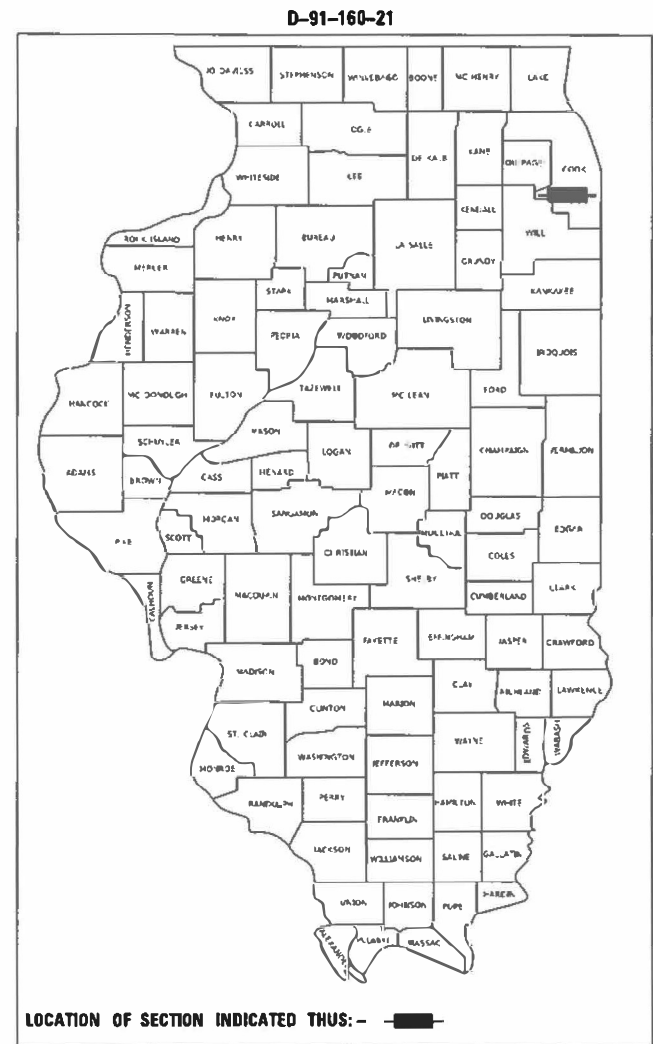 D-91-160-21
JO DAVIESS STEPHENSON WINNEBAGO BOONE MC HENRY LAKE
CARROLL OGLE DE KALB KANE DU PAGE COOK
WHITESIDE LEE
KENDALL
ROCK ISLAND HENRY BUREAU LA SALLE WILL
MERCER PUTNAM GRUNDY
STARK MARSHALL KANKAKEE
HENDERSON WARREN KNOX PEORIA WOODFORD LIVINGSTON
IROQUOIS
HANCOCK MC DONOUGH FULTON TAZEWELL MC LEAN FORD
MASON
SCHUYLER LOGAN DE WITT CHAMPAIGN VERMILION
ADAMS BROWN CASS MENARD PIATT
MACON
PIKE SCOTT MORGAN SANGAMON DOUGLAS EDGAR
CHRISTIAN MOULTRIE
COLES
CALHOUN GREENE MACOUPIN MONTGOMERY SHELBY CUMBERLAND CLARK
JERSEY FAYETTE EFFINGHAM JASPER CRAWFORD
MADISON BOND
CLAY RICHLAND LAWRENCE
CLINTON MARION
ST. CLAIR WAYNE EDWARDS WABASH
WASHINGTON JEFFERSON
MONROE
RANDOLPH PERRY HAMILTON WHITE
FRANKLIN
JACKSON WILLIAMSON SALINE GALLATIN
UNION JOHNSON POPE HARDIN
ALEXANDER PULASKI MASSAC
LOCATION OF SECTION INDICATED THUS:-